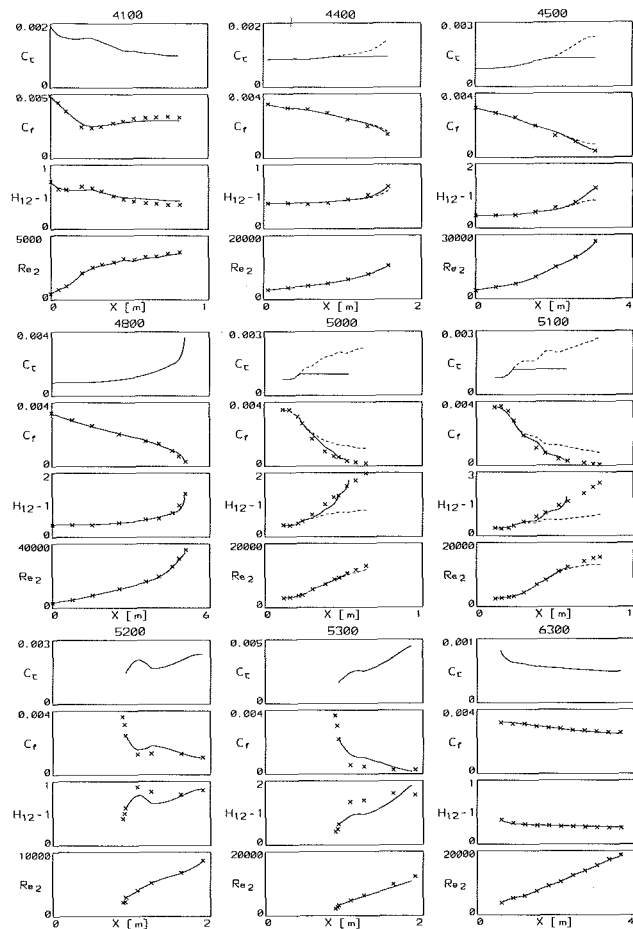 4100 4400 4500
0.002 0.002 0.003
Cτ Cτ Cτ
0 0 0
0.005 0.004 0.004
Cf Cf Cf
0 0 0
1 1 2
H12-1 H12-1 H12-1
0 0 0
5000 20000 30000
Re2 Re2 Re2
0 0 0
0 X [m] 1 0 X [m] 2 0 X [m] 4
4800 5000 5100
0.004 0.003 0.003
Cτ Cτ Cτ
0 0 0
0.004 0.004 0.004
Cf Cf Cf
0 0 0
2 2 3
H12-1 H12-1 H12-1
0 0 0
40000 20000 20000
Re2 Re2 Re2
0 0 0
0 X [m] 6 0 X [m] 1 0 X [m] 1
5200 5300 6300
0.003 0.005 0.001
Cτ Cτ Cτ
0 0 0
0.004 0.004 0.004
Cf Cf Cf
0 0 0
1 2 1
H12-1 H12-1 H12-1
0 0 0
10000 20000 20000
Re2 Re2 Re2
0 0 0
0 X [m] 2 0 X [m] 2 0 X [m] 4